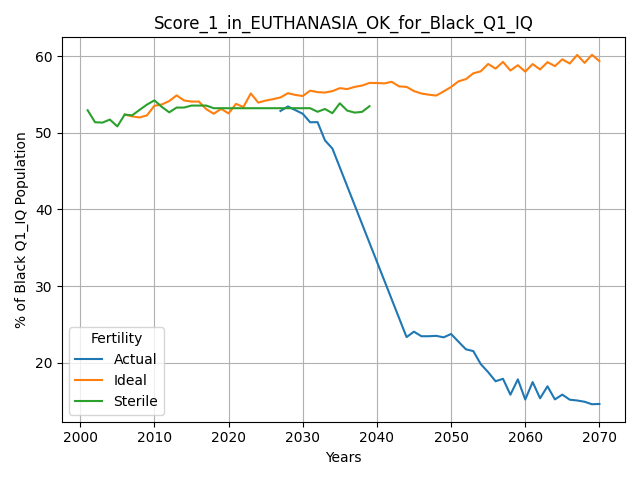 Score_1_in_EUTHANASIA_OK_for_Black_Q1_IQ
% of Black Q1_IQ Population
60
50
40
30
20
Fertility
Actual
Ideal
Sterile
2000 2010 2020 2030 2040 2050 2060 2070
Years